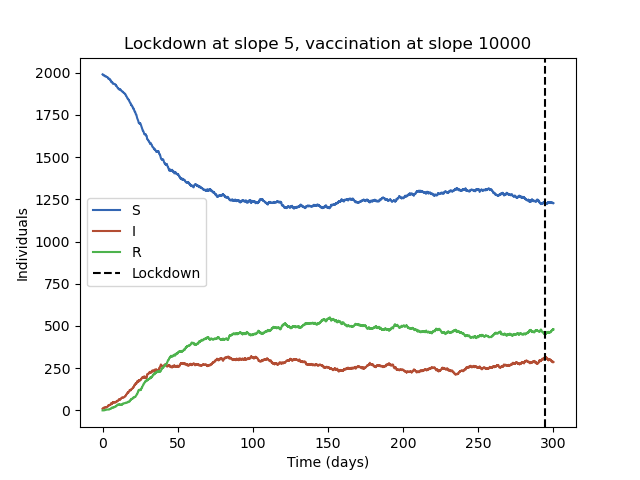 Lockdown at slope 5, vaccination at slope 10000
2000
1750
1500
1250
1000
750
500
250
0
Individuals
S
I
R
Lockdown
0 50 100 150 200 250 300
Time (days)